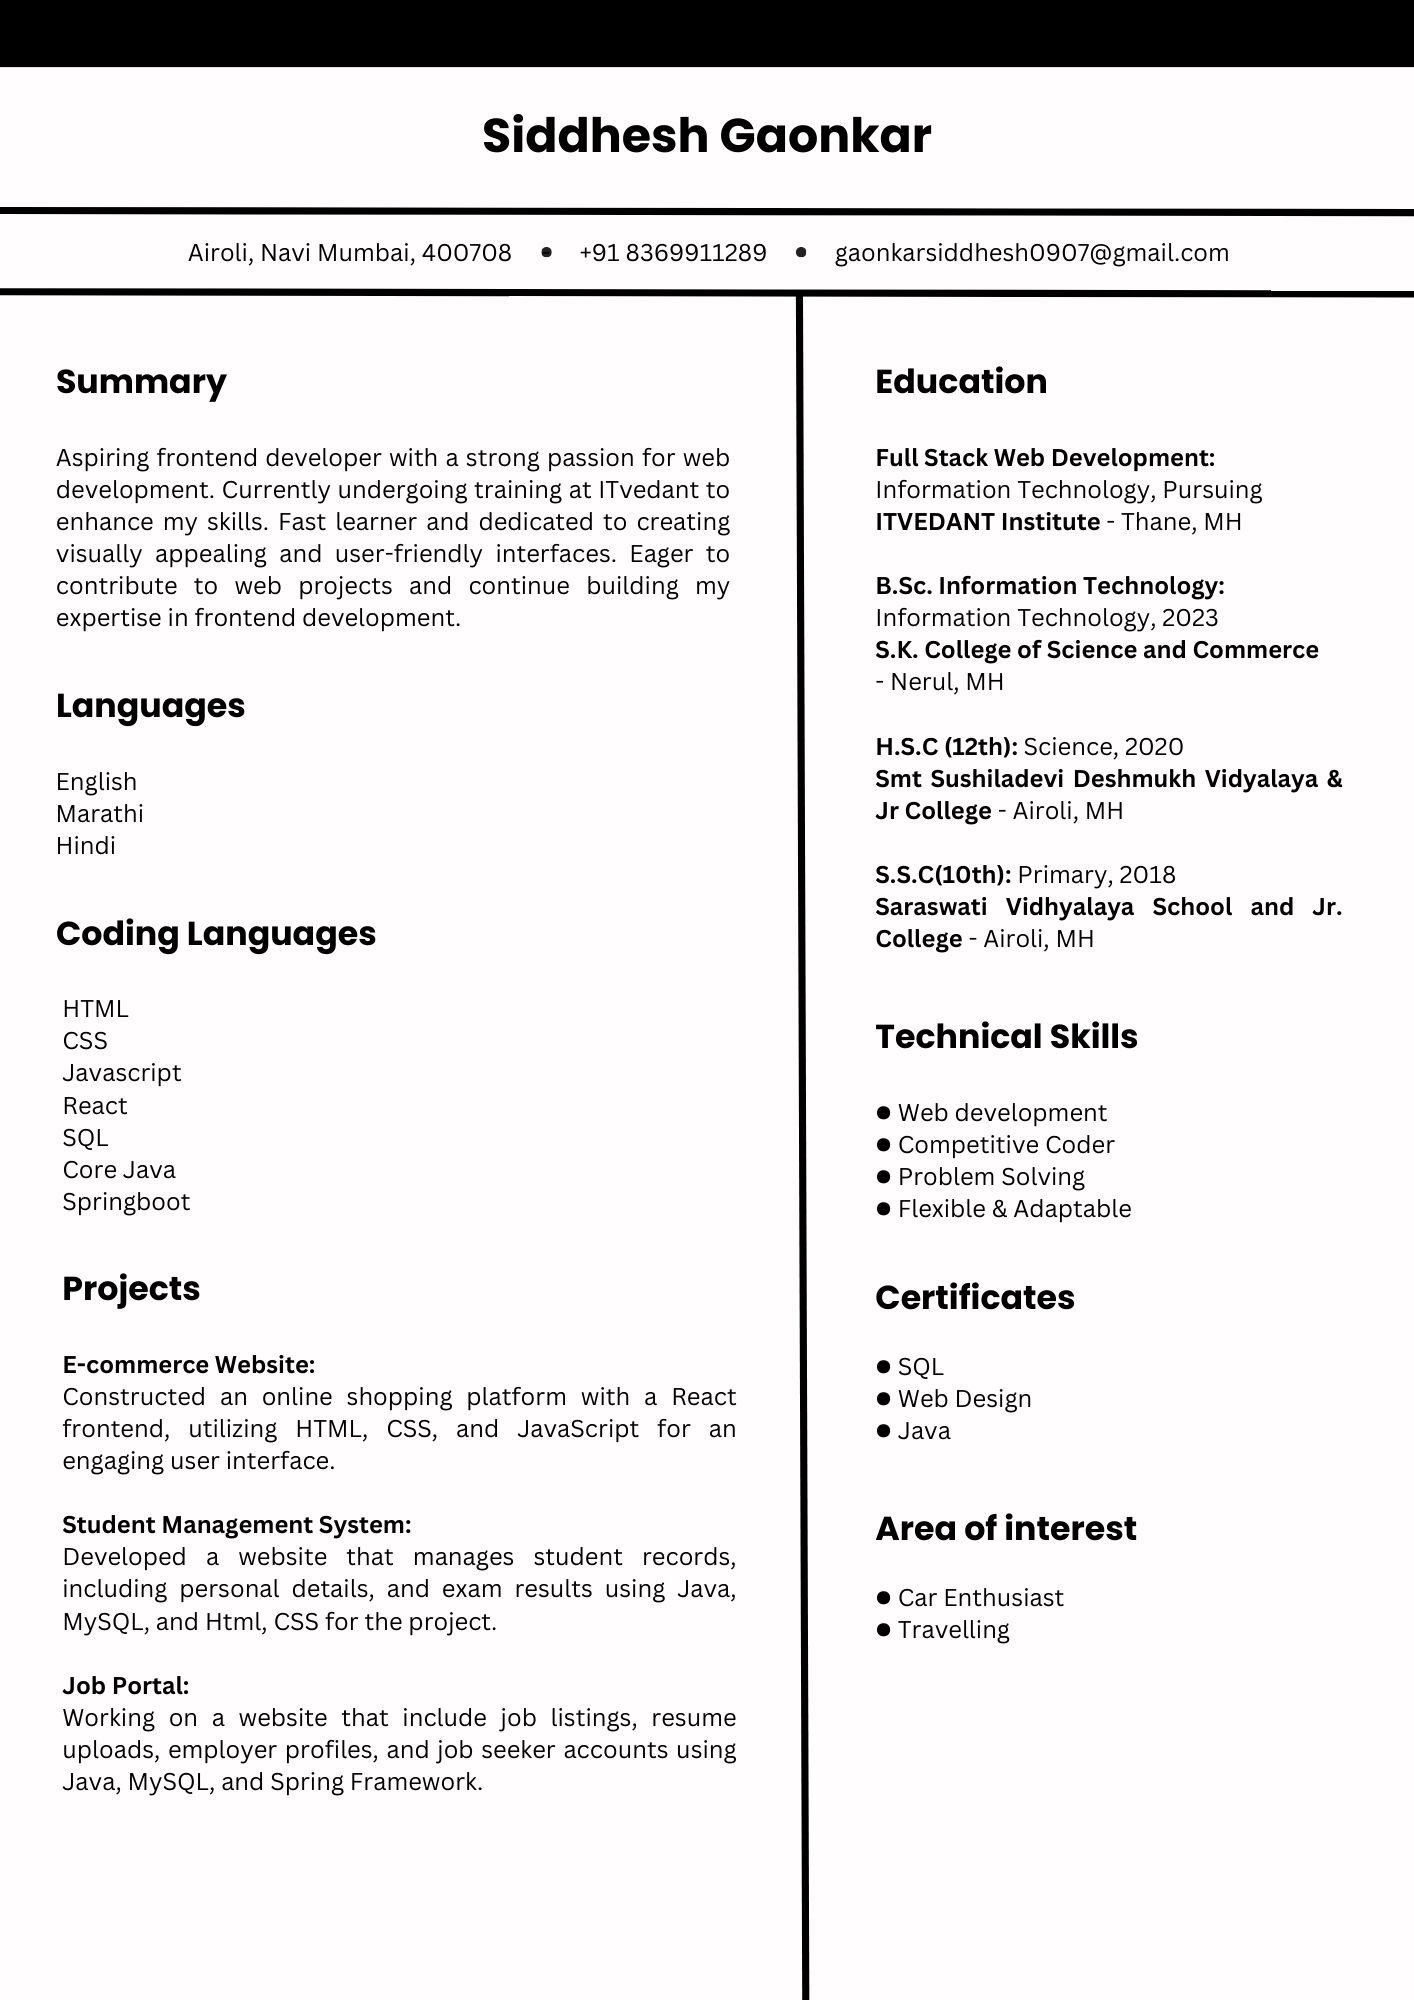 Siddhesh Gaonkar
Airoli, Navi Mumbai, 400708 ● +91 8369911289 ● gaonkarsiddhesh0907@gmail.com
Summary
Aspiring frontend developer with a strong passion for web
development. Currently undergoing training at ITvedant to
enhance my skills. Fast learner and dedicated to creating
visually appealing and user-friendly interfaces. Eager to
contribute to web projects and continue building my
expertise in frontend development.
Languages
English
Marathi
Hindi
Coding Languages
HTML
CSS
Javascript
React
SQL
Core Java
Springboot
Projects
E-commerce Website:
Constructed an online shopping platform with a React
frontend, utilizing HTML, CSS, and JavaScript for an
engaging user interface.
Student Management System:
Developed a website that manages student records,
including personal details, and exam results using Java,
MySQL, and Html, CSS for the project.
Job Portal:
Working on a website that include job listings, resume
uploads, employer profiles, and job seeker accounts using
Java, MySQL, and Spring Framework.
Education
Full Stack Web Development:
Information Technology, Pursuing
ITVEDANT Institute - Thane, MH
B.Sc. Information Technology:
Information Technology, 2023
S.K. College of Science and Commerce
- Nerul, MH
H.S.C (12th): Science, 2020
Smt Sushiladevi Deshmukh Vidyalaya &
Jr College - Airoli, MH
S.S.C(10th): Primary, 2018
Saraswati Vidhyalaya School and Jr.
College - Airoli, MH
Technical Skills
● Web development
● Competitive Coder
● Problem Solving
● Flexible & Adaptable
Certificates
● SQL
● Web Design
● Java
Area of interest
● Car Enthusiast
● Travelling